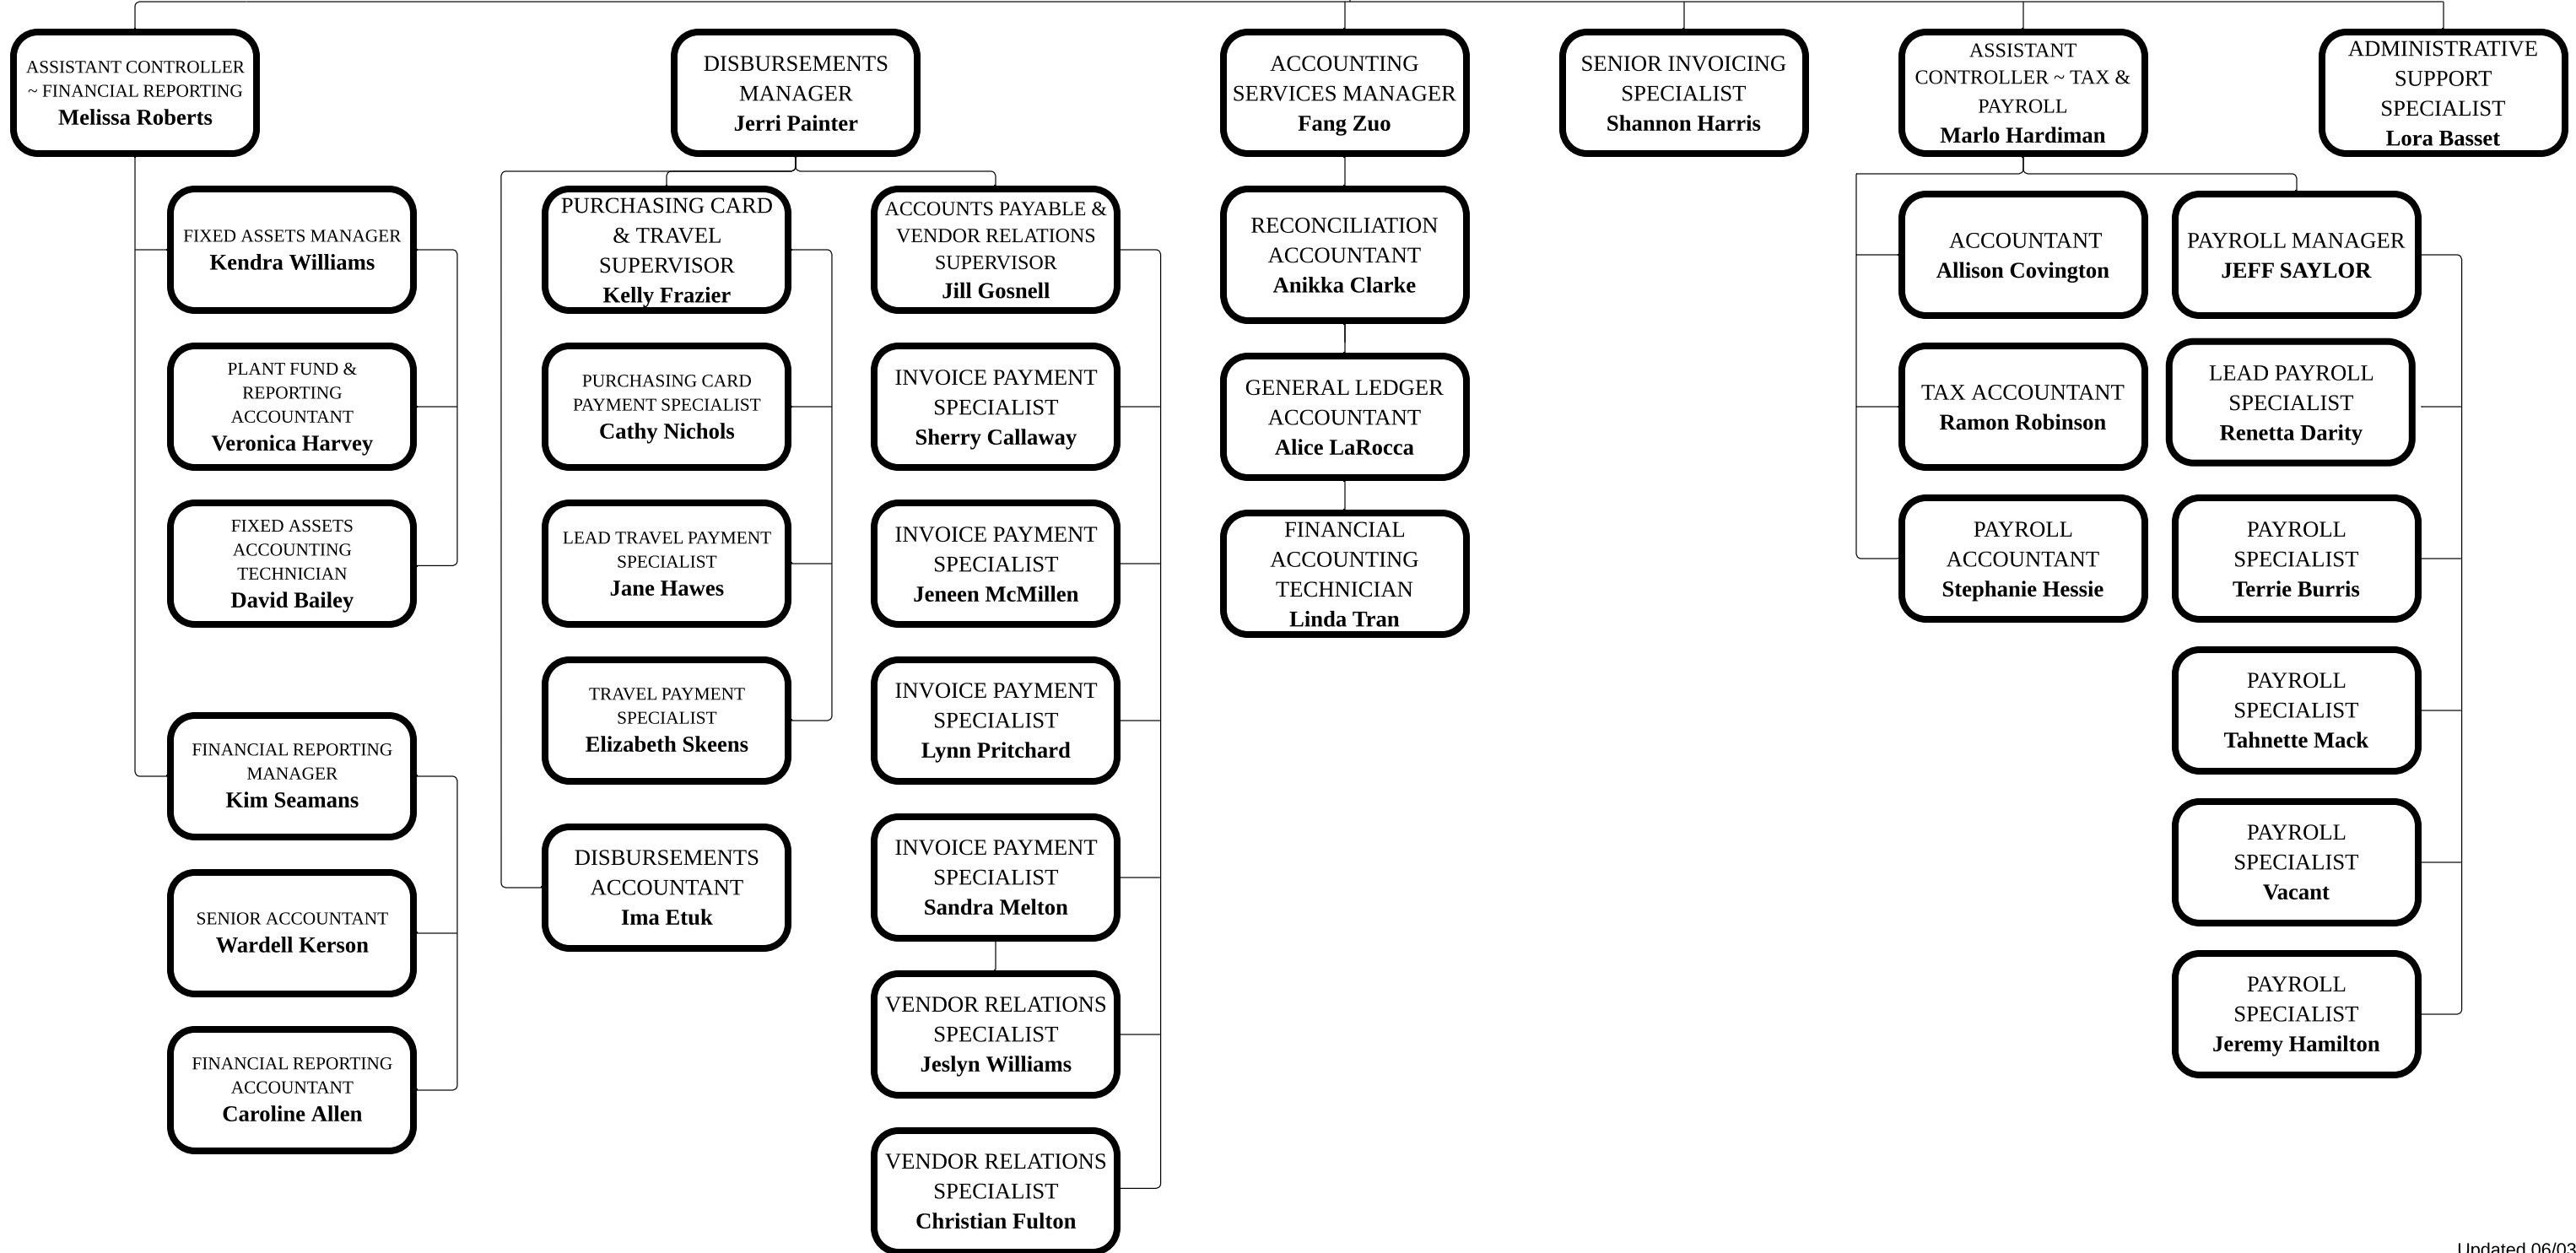 ASSISTANT CONTROLLER
~ FINANCIAL REPORTING
Melissa Roberts
DISBURSEMENTS
MANAGER
Jerri Painter
ACCOUNTING
SERVICES MANAGER
Fang Zuo
SENIOR INVOICING
SPECIALIST
Shannon Harris
ASSISTANT
CONTROLLER ~ TAX &
PAYROLL
Marlo Hardiman
ADMINISTRATIVE
SUPPORT
SPECIALIST
Lora Basset
FIXED ASSETS MANAGER
Kendra Williams
PLANT FUND &
REPORTING
ACCOUNTANT
Veronica Harvey
FIXED ASSETS
ACCOUNTING
TECHNICIAN
David Bailey
FINANCIAL REPORTING
MANAGER
Kim Seamans
SENIOR ACCOUNTANT
Wardell Kerson
FINANCIAL REPORTING
ACCOUNTANT
Caroline Allen
PURCHASING CARD
& TRAVEL
SUPERVISOR
Kelly Frazier
PURCHASING CARD
PAYMENT SPECIALIST
Cathy Nichols
LEAD TRAVEL PAYMENT
SPECIALIST
Jane Hawes
TRAVEL PAYMENT
SPECIALIST
Elizabeth Skeens
DISBURSEMENTS
ACCOUNTANT
Ima Etuk
ACCOUNTS PAYABLE &
VENDOR RELATIONS
SUPERVISOR
Jill Gosnell
INVOICE PAYMENT
SPECIALIST
Sherry Callaway
INVOICE PAYMENT
SPECIALIST
Jeneen McMillen
INVOICE PAYMENT
SPECIALIST
Lynn Pritchard
INVOICE PAYMENT
SPECIALIST
Sandra Melton
VENDOR RELATIONS
SPECIALIST
Jeslyn Williams
VENDOR RELATIONS
SPECIALIST
Christian Fulton
RECONCILIATION
ACCOUNTANT
Anikka Clarke
GENERAL LEDGER
ACCOUNTANT
Alice LaRocca
FINANCIAL
ACCOUNTING
TECHNICIAN
Linda Tran
ACCOUNTANT
Allison Covington
TAX ACCOUNTANT
Ramon Robinson
PAYROLL
ACCOUNTANT
Stephanie Hessie
PAYROLL MANAGER
JEFF SAYLOR
LEAD PAYROLL
SPECIALIST
Renetta Darity
PAYROLL
SPECIALIST
Terrie Burris
PAYROLL
SPECIALIST
Tahnette Mack
PAYROLL
SPECIALIST
Vacant
PAYROLL
SPECIALIST
Jeremy Hamilton
Updated 06/03